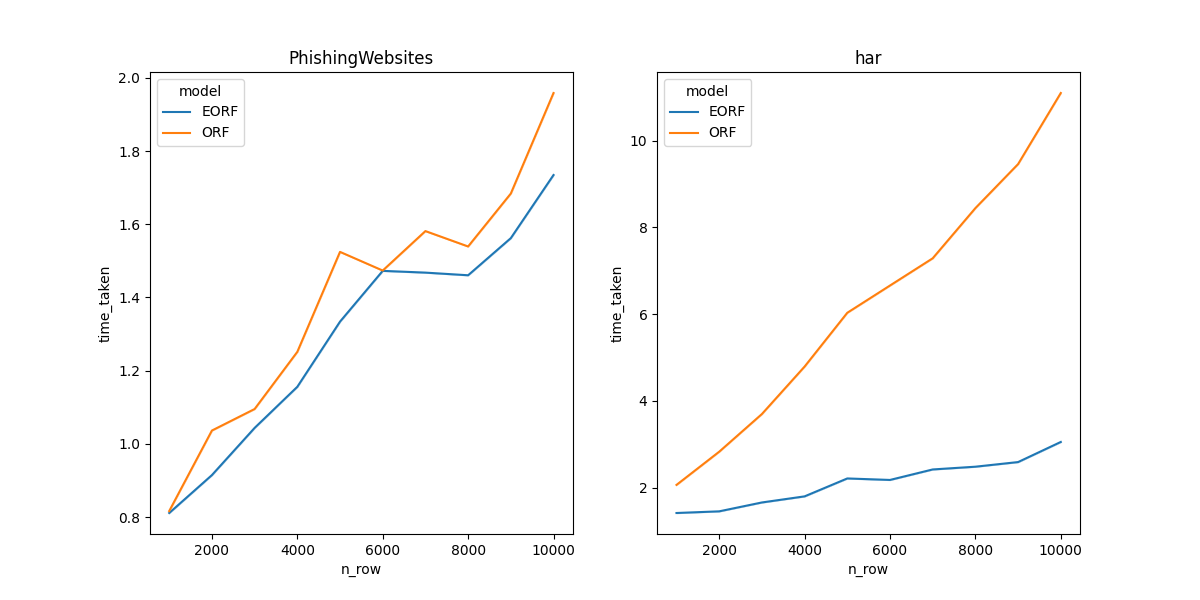 PhishingWebsites
model
EORF
ORF
2.0
1.8
1.6
1.4
1.2
1.0
0.8
time_taken
2000 4000 6000 8000 10000
n_row
har
model
EORF
ORF
10
8
6
4
2
time_taken
2000 4000 6000 8000 10000
n_row